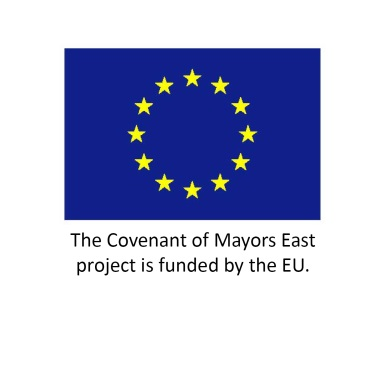 The Covenant of Mayors East
project is funded by the EU.